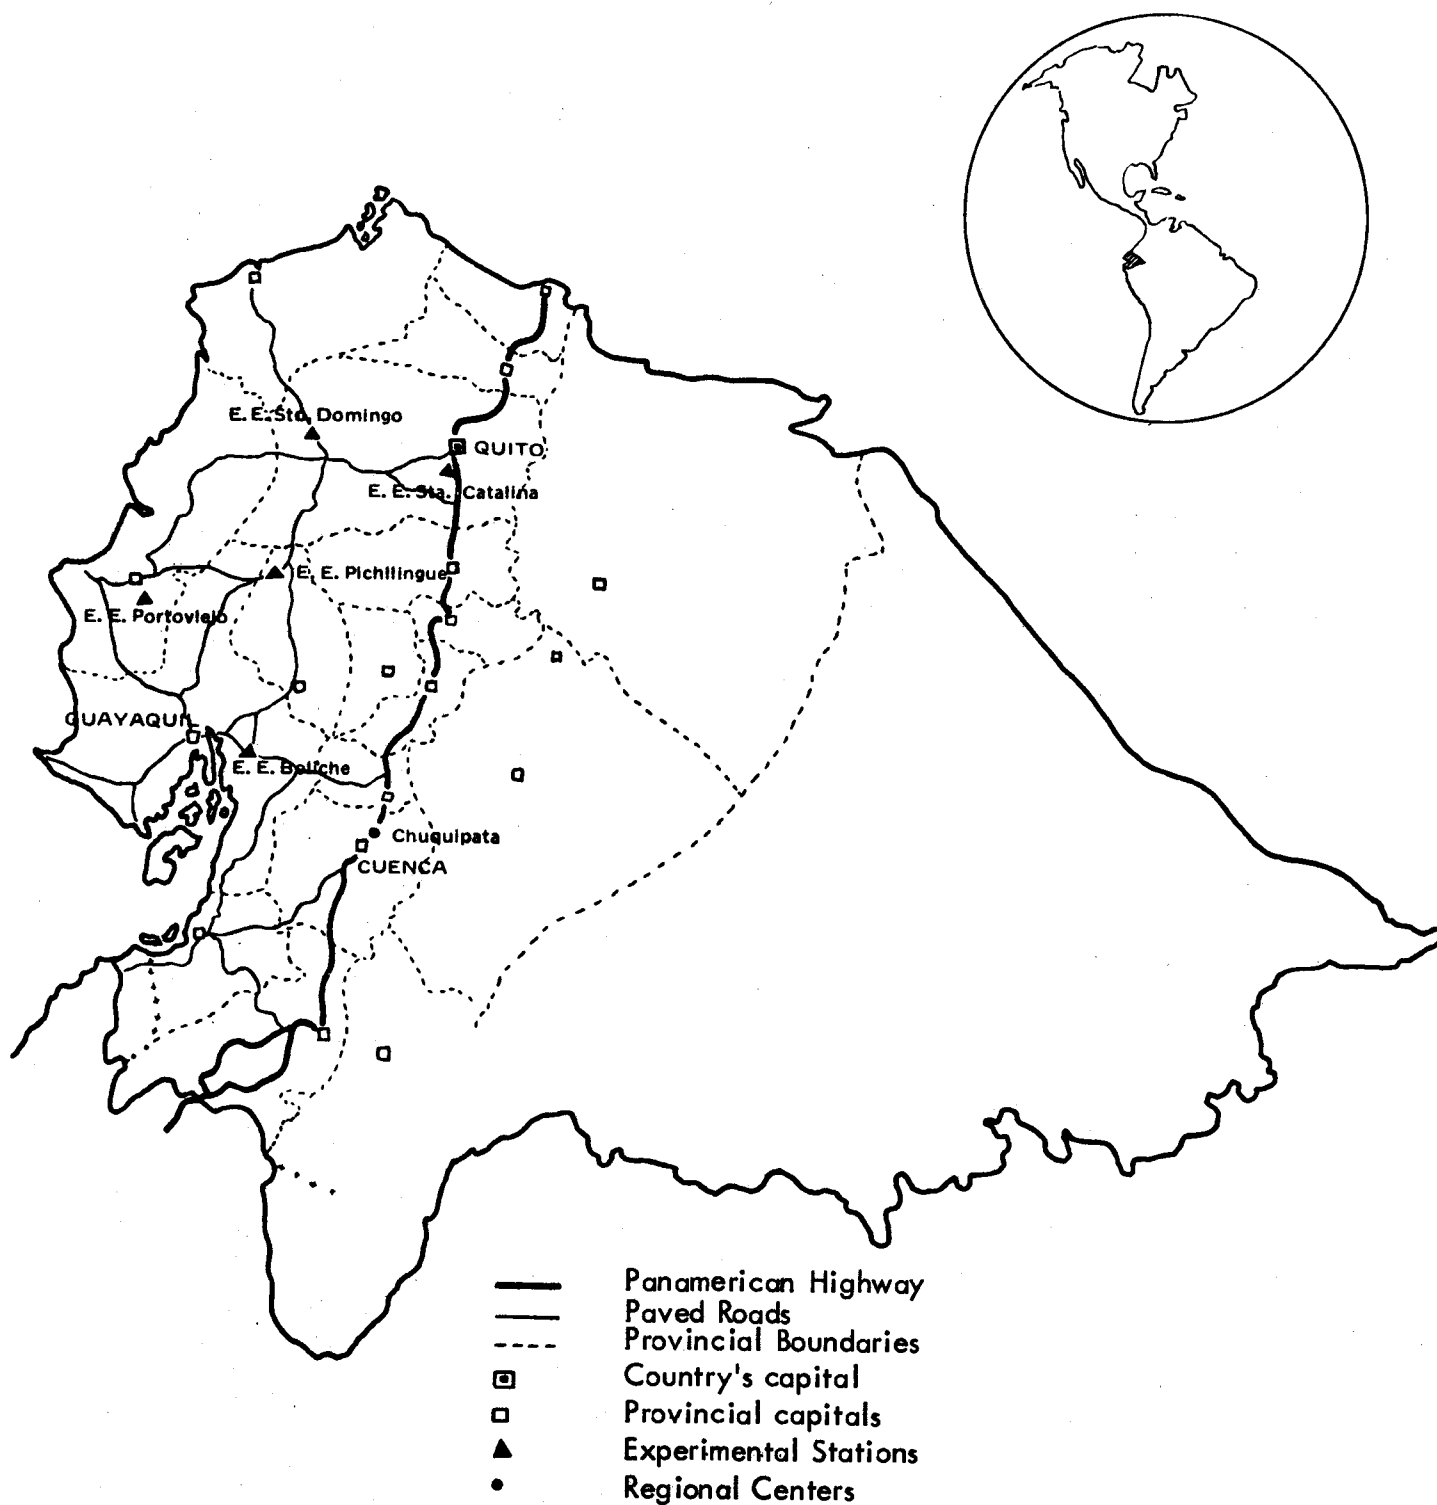 E. E. Sto. Domingo
QUITO
E. E. Sta. Catalina
E. E. Pichilingue
E. E. Portoviejo
GUAYAQUIL
E. E. Boliche
Chuquipata
CUENCA
Panamerican Highway
Paved Roads
Provincial Boundaries
Country's capital
Provincial capitals
Experimental Stations
Regional Centers